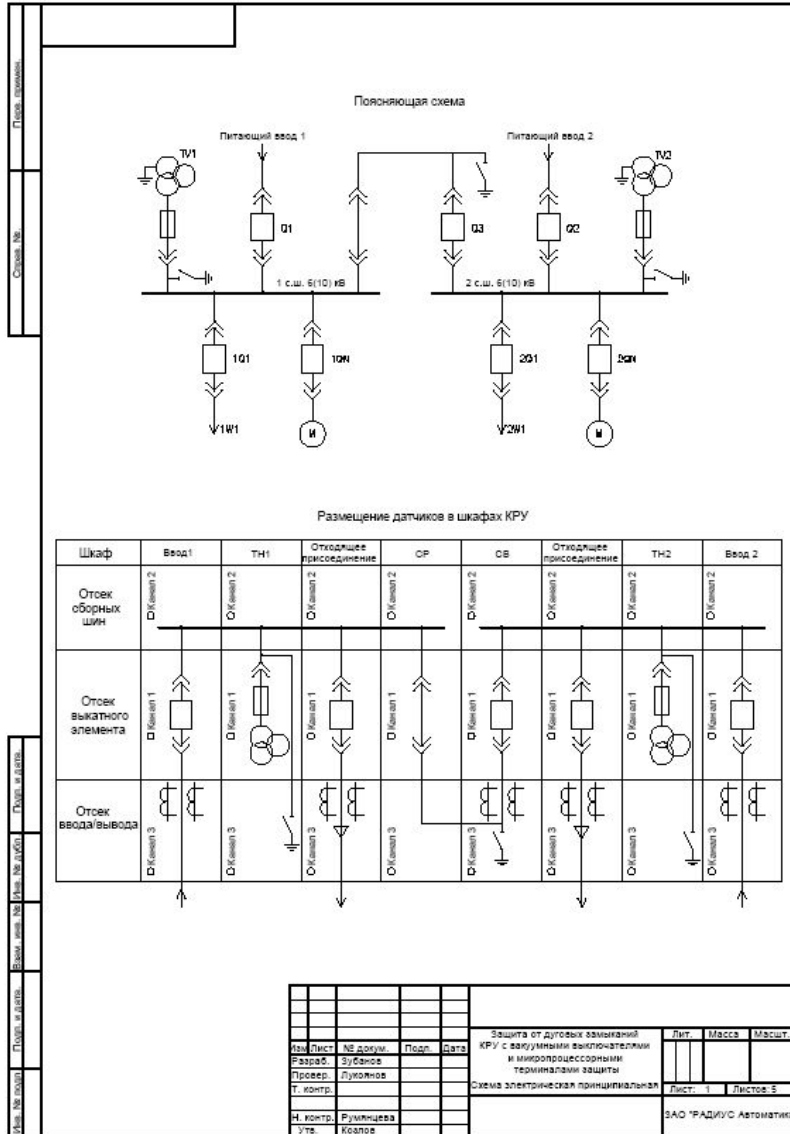 Перв. примен.
Справ. №
Подп. и дата.
Инв. № дубл.
Взам. инв. №
Подп. и дата.
Инв. № подл.
Поясняющая схема
Питающий ввод 1
Питающий ввод 2
TV1
TV2
Q1
Q3
Q2
1 с.ш. 6(10) кВ
2 с.ш. 6(10) кВ
1Q1
1QN
2Q1
2QN
1W1
M
2W1
M
Размещение датчиков в шкафах КРУ
Шкаф
Ввод1
ТН1
Отходящее присоединение
СР
СВ
Отходящее присоединение
ТН2
Ввод 2
Отсек
сборных
шин
Канал 2
Канал 2
Канал 2
Канал 2
Канал 2
Канал 2
Канал 2
Канал 2
Отсек
выкатного
элемента
Канал 1
Канал 1
Канал 1
Канал 1
Канал 1
Канал 1
Канал 1
Канал 1
Отсек
ввода/вывода
Канал 3
Канал 3
Канал 3
Канал 3
Канал 3
Канал 3
Канал 3
Канал 3
Изм Лист № докум. Подп. Дата
Разраб. Зубанов
Провер. Лукоянов
Т. контр.
Н. контр. Румянцева
Утв. Козлов
Защита от дуговых замыканий
КРУ с вакуумными выключателями
и микропроцессорными
терминалами защиты
Схема электрическая принципиальная
Лит. Масса Масшт.
Лист: 1 Листов: 5
ЗАО "РАДИУС Автоматик